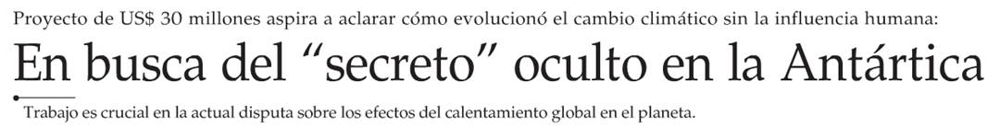 Proyecto de US$ 30 millones aspira a aclarar cómo evolucionó el cambio climático sin la influencia humana:
En busca del “secreto” oculto en la Antártica
Trabajo es crucial en la actual disputa sobre los efectos del calentamiento global en el planeta.